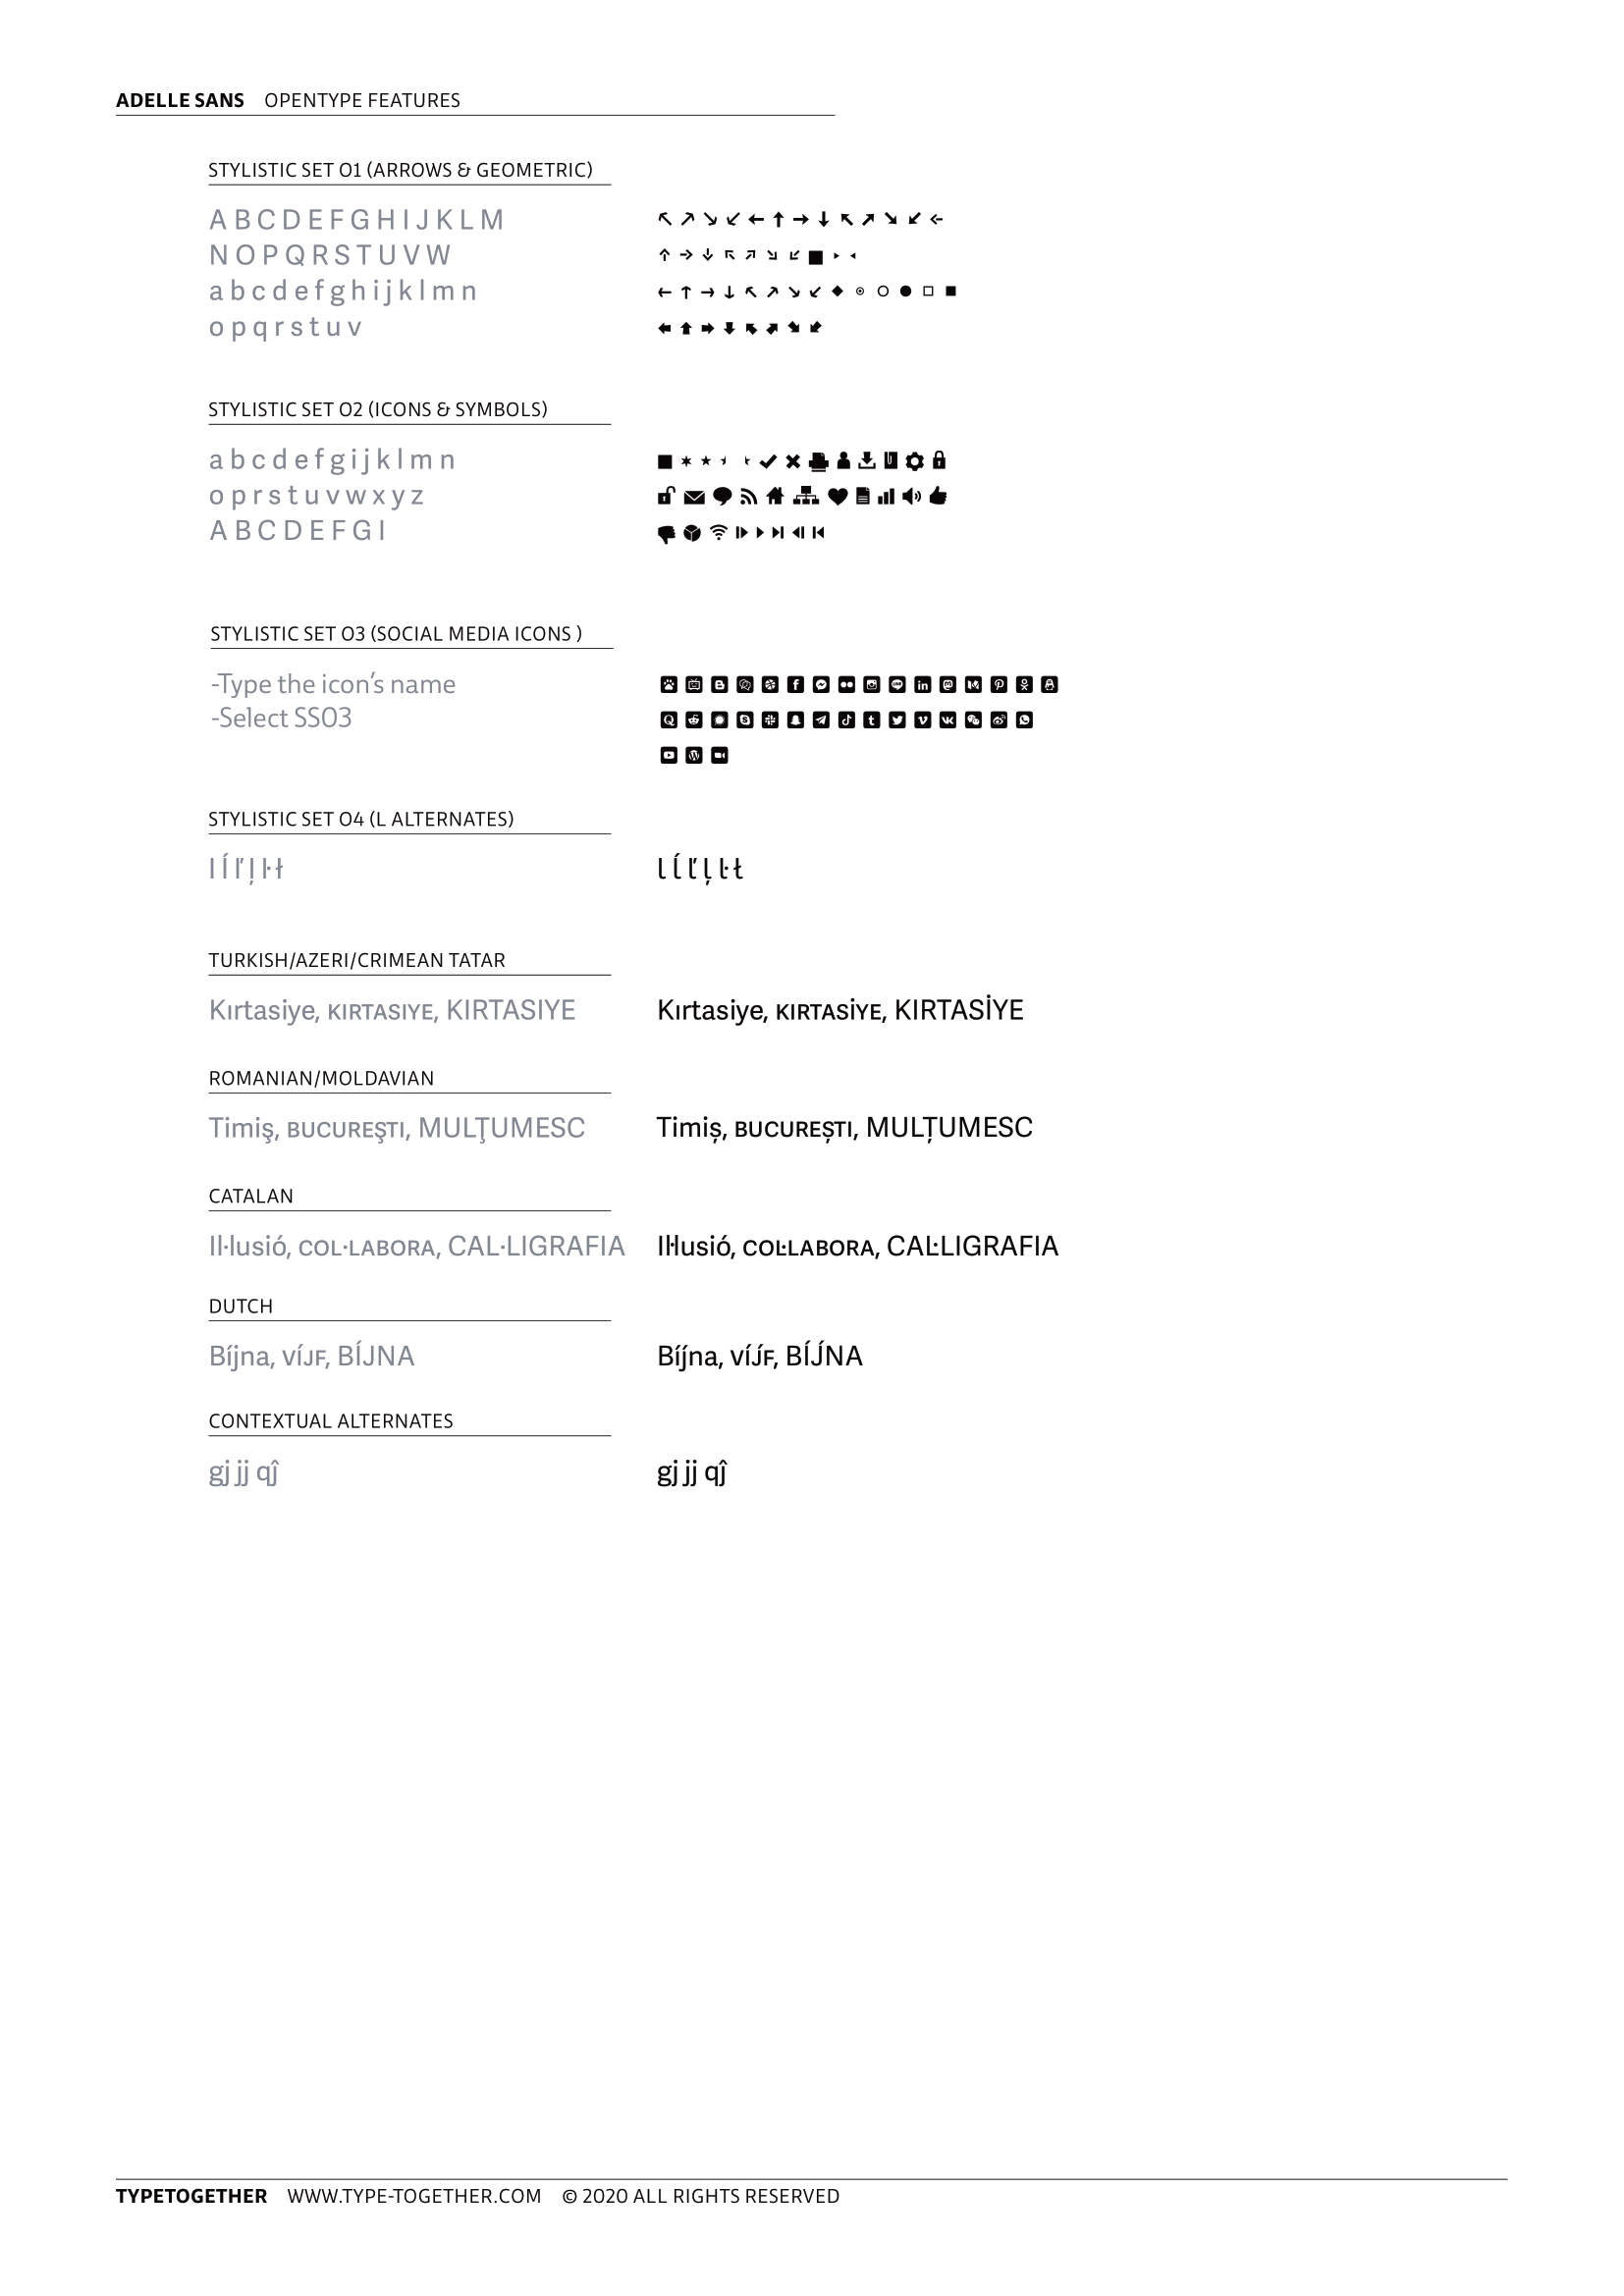 ADELLE SANS OPENTYPE FEATURES
STYLISTIC SET 01 (ARROWS & GEOMETRIC)
A B C D E F G H I J K L M
N O P Q R S T U V W
a b c d e f g h i j k l m n
o p q r s t u v
STYLISTIC SET 02 (ICONS & SYMBOLS)
a b c d e f g i j k l m n
o p r s t u v w x y z
A B C D E F G I
STYLISTIC SET 03 (SOCIAL MEDIA ICONS )
-Type the icon's name
-Select SS03
STYLISTIC SET 04 (L ALTERNATES)
l ĺ ľ ļ ŀ ł l ĺ ľ ļ ŀ ł
TURKISH/AZERI/CRIMEAN TATAR
Kırtasiye, KIRTASIYE, KIRTASIYE Kırtasiye, KIRTASİYE, KIRTASİYE
ROMANIAN/MOLDAVIAN
Timiş, BUCUREŞTI, MULŢUMESC Timiș, BUCUREȘTI, MULȚUMESC
CATALAN
Il·lusió, COL·LABORA, CAL·LIGRAFIA Iŀlusió, COĿLABORA, CAĿLIGRAFIA
DUTCH
Bíjna, VÍJF, BÍJNA Bíj́na, VÍJ́F, BÍJ́NA
CONTEXTUAL ALTERNATES
gj jj qĵ gj jj qĵ
TYPETOGETHER WWW.TYPE-TOGETHER.COM © 2020 ALL RIGHTS RESERVED